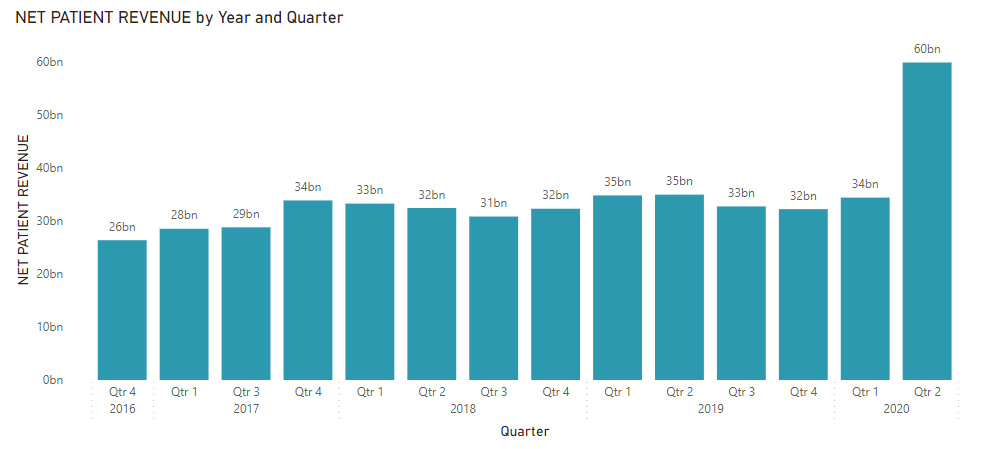 NET PATIENT REVENUE by Year and Quarter
NET PATIENT REVENUE
60bn
50bn
40bn
30bn
20bn
10bn
0bn
26bn
28bn
29bn
34bn
33bn
32bn
31bn
32bn
35bn
35bn
33bn
32bn
34bn
60bn
Qtr 4 Qtr 1 Qtr 3 Qtr 4 Qtr 1 Qtr 2 Qtr 3 Qtr 4 Qtr 1 Qtr 2 Qtr 3 Qtr 4 Qtr 1 Qtr 2
2016 2017 2018 2019 2020
Quarter